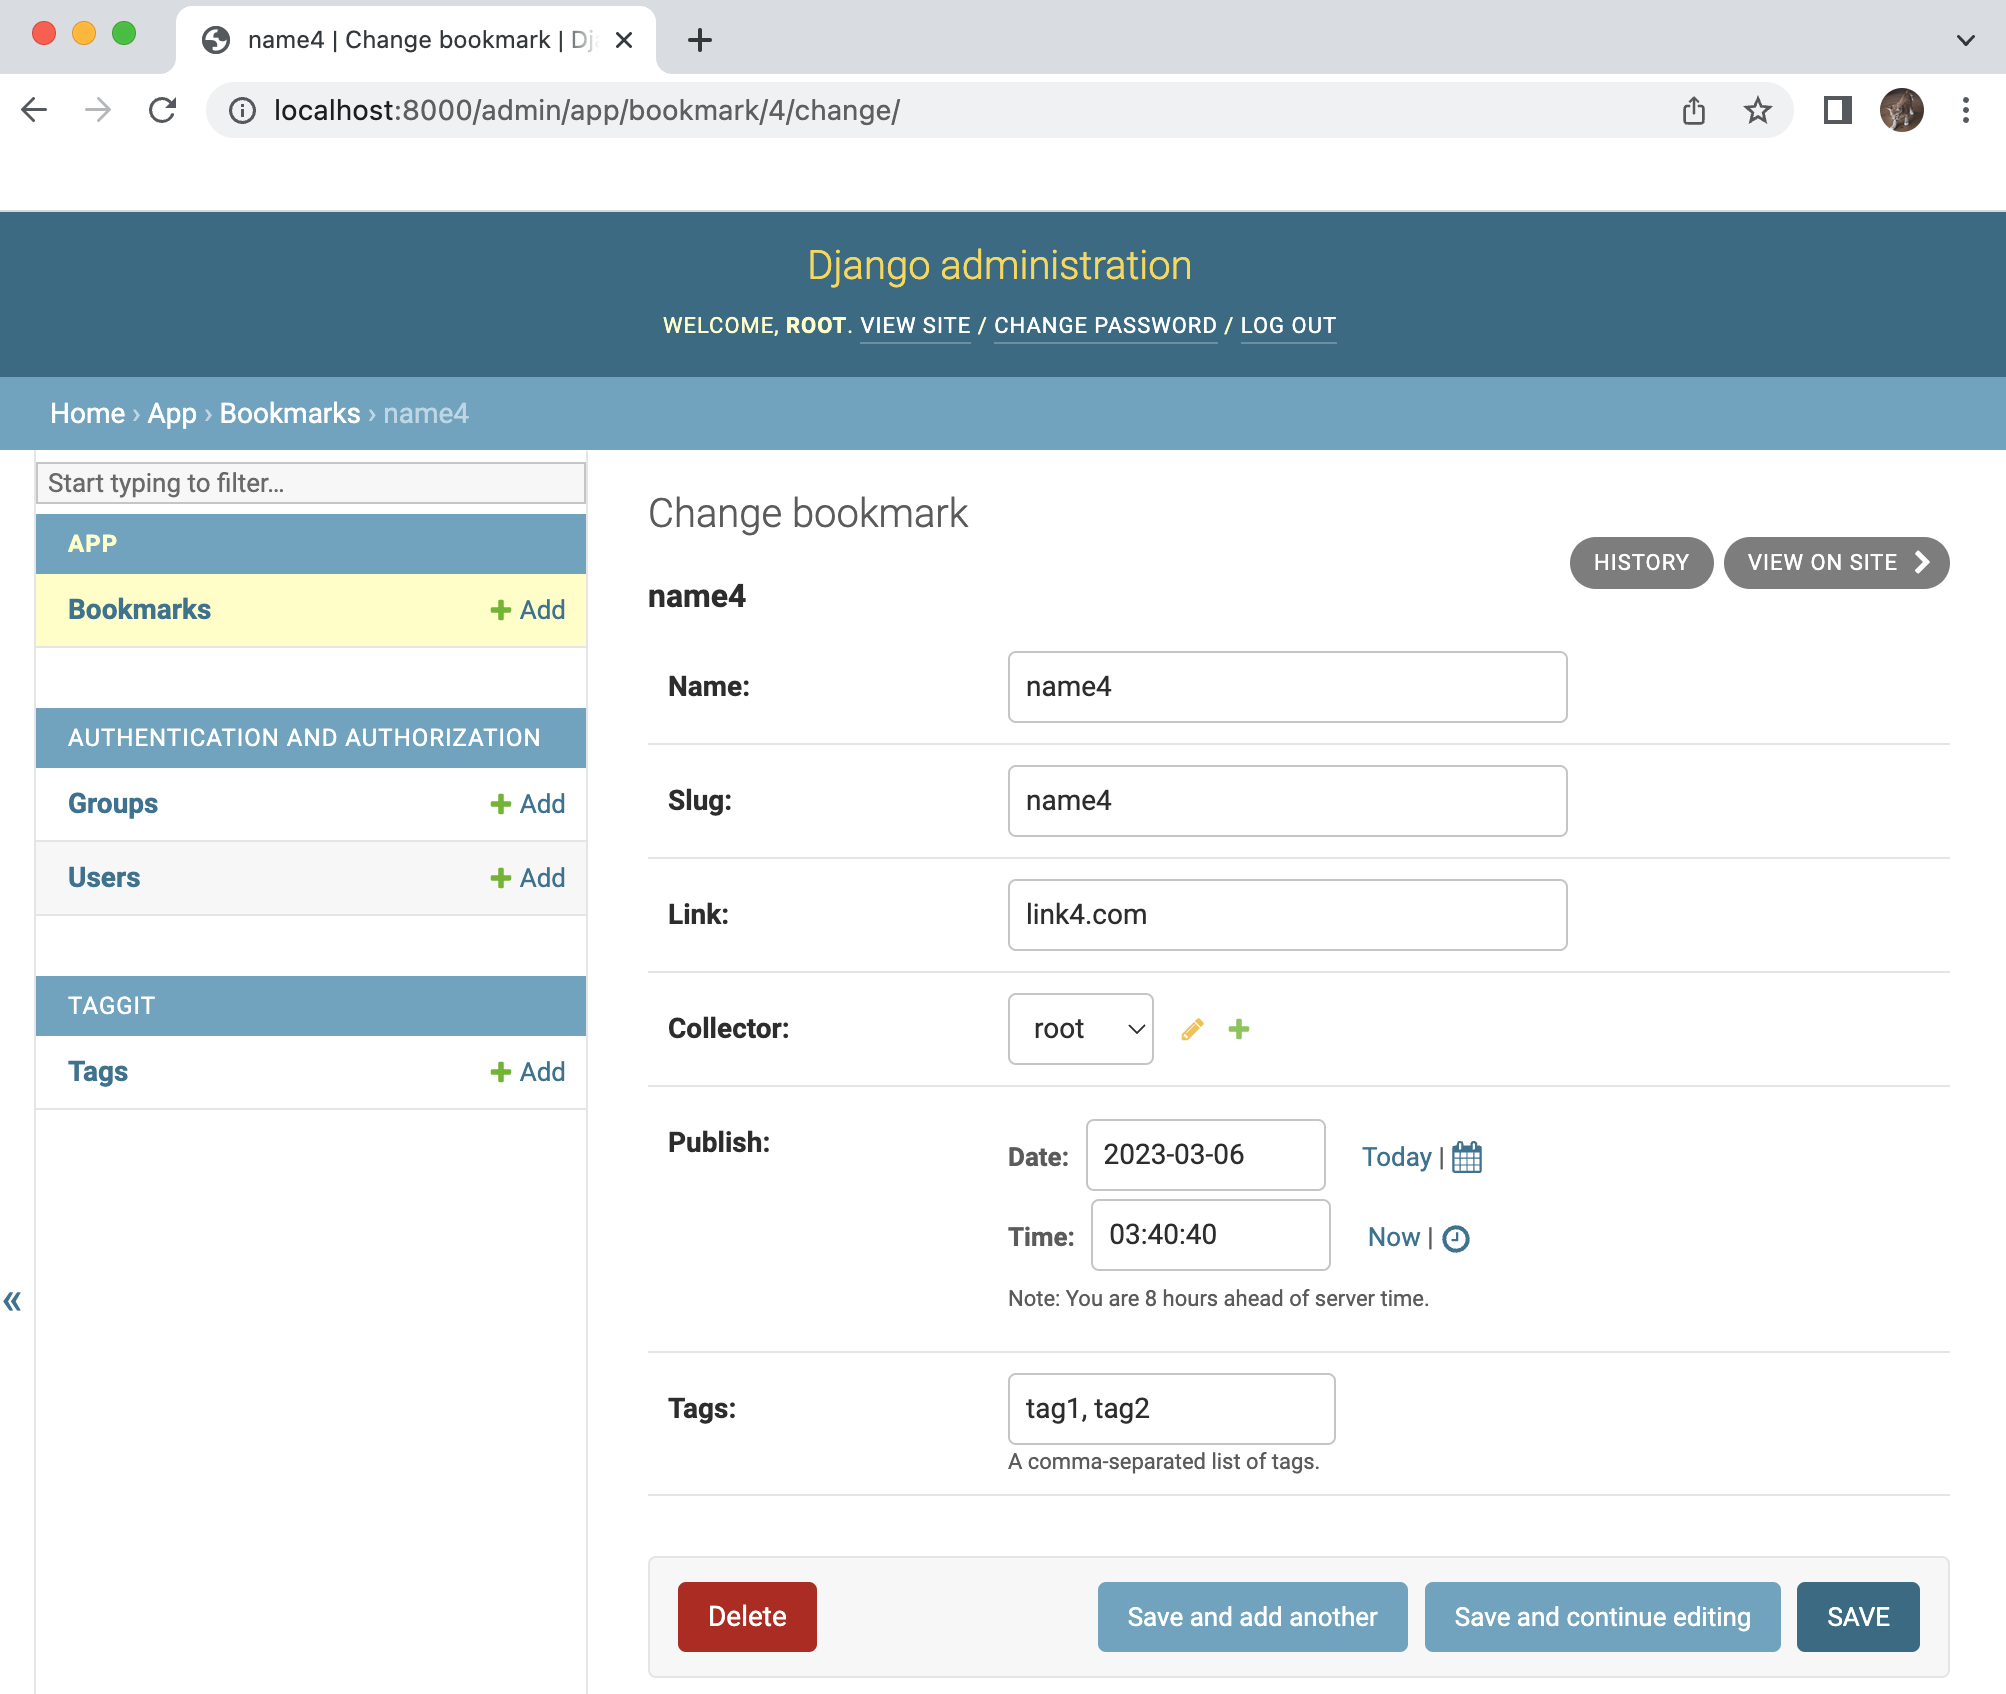 name4 | Change bookmark | Dj
localhost:8000/admin/app/bookmark/4/change/
Django administration
WELCOME, ROOT. VIEW SITE / CHANGE PASSWORD / LOG OUT
Home › App › Bookmarks › name4
Start typing to filter...
APP
Bookmarks + Add
AUTHENTICATION AND AUTHORIZATION
Groups + Add
Users + Add
TAGGIT
Tags + Add
«
Change bookmark
HISTORY VIEW ON SITE
name4
Name: name4
Slug: name4
Link: link4.com
Collector: root
Publish: Date: 2023-03-06 Today |
Time: 03:40:40 Now |
Note: You are 8 hours ahead of server time.
Tags: tag1, tag2
A comma-separated list of tags.
Delete Save and add another Save and continue editing SAVE